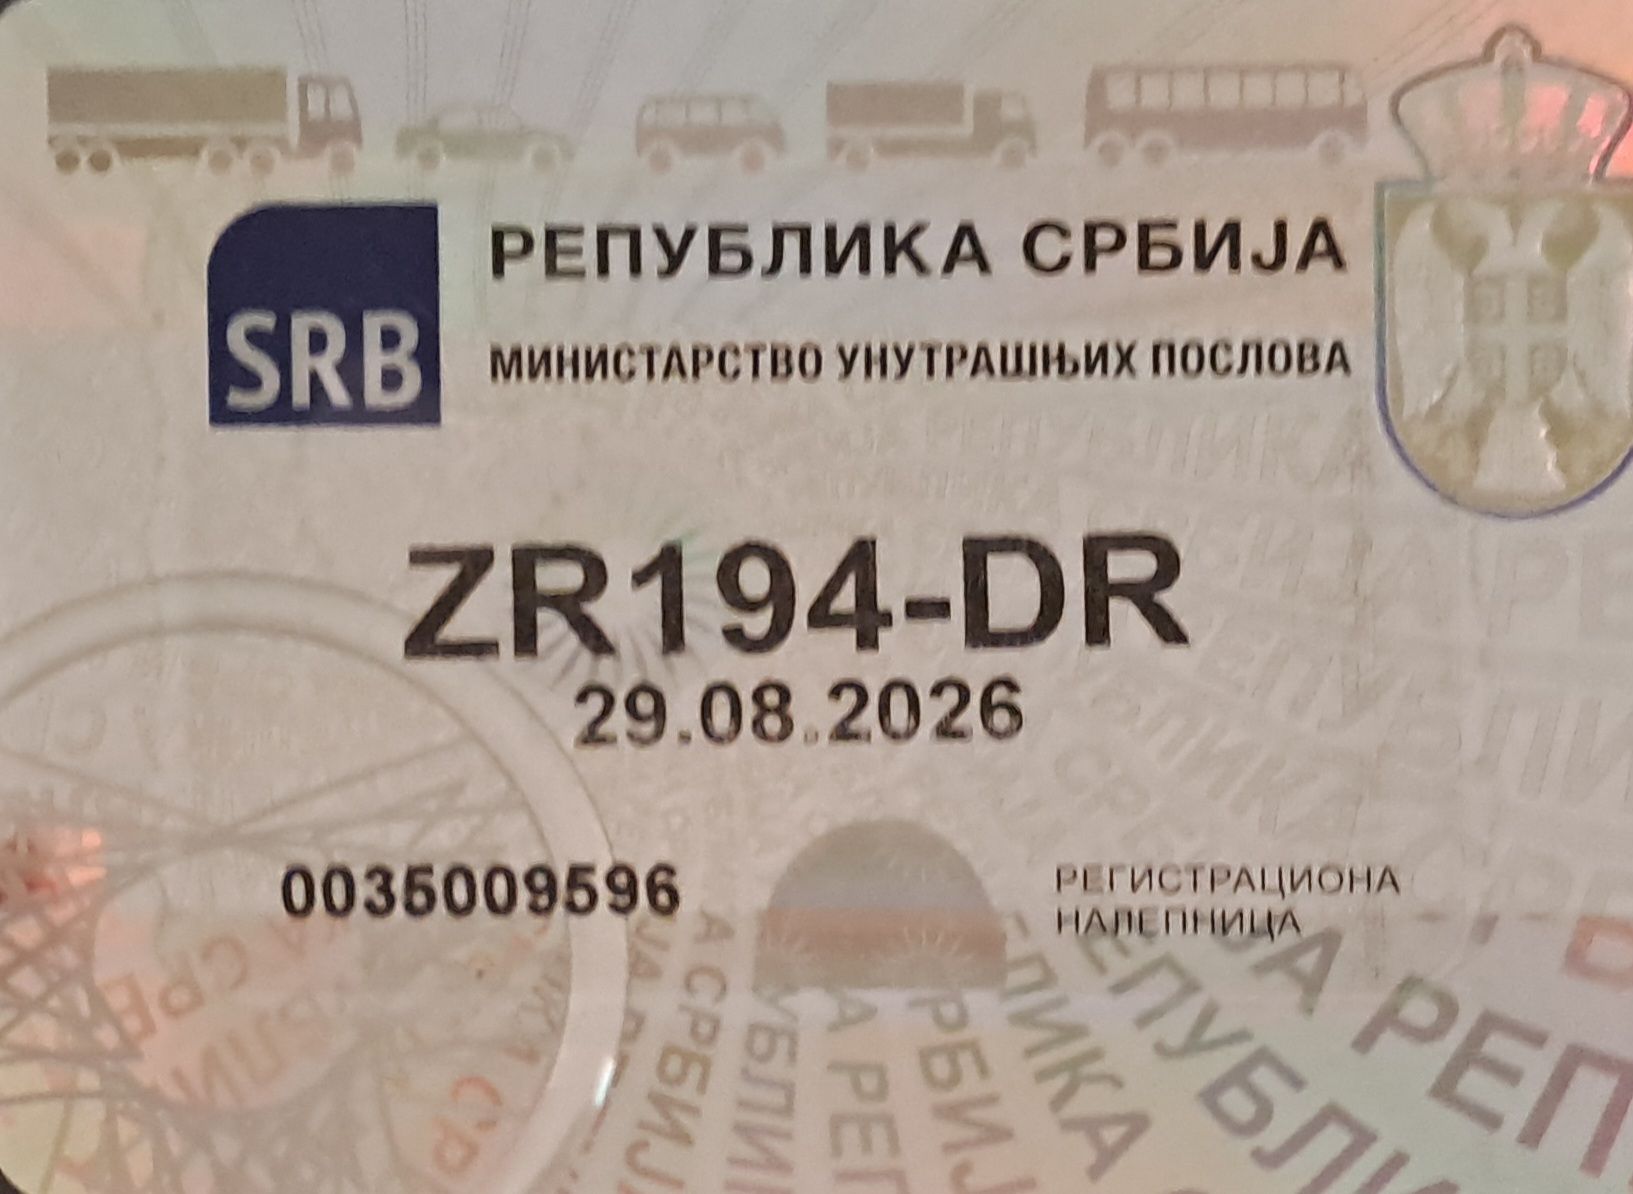 SRB
РЕПУБЛИКА СРБИЈА
МИНИСТАРСТВО УНУТРАШЊИХ ПОСЛОВА
ZR194-DR
29.08.2026
0035009596
РЕГИСТРАЦИОНА
НАЛЕПНИЦА